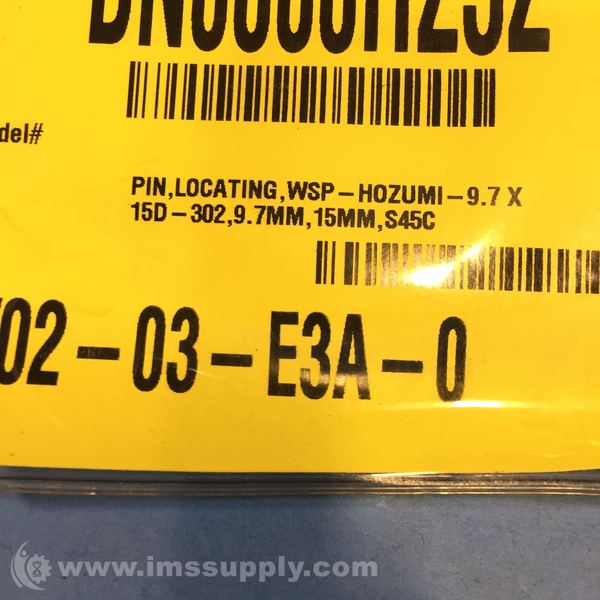 del#
PIN,LOCATING,WSP-HOZUMI-9.7 X
15D-302,9.7MM,15MM,S45C
02-03-E3A-0
www.imssupply.com